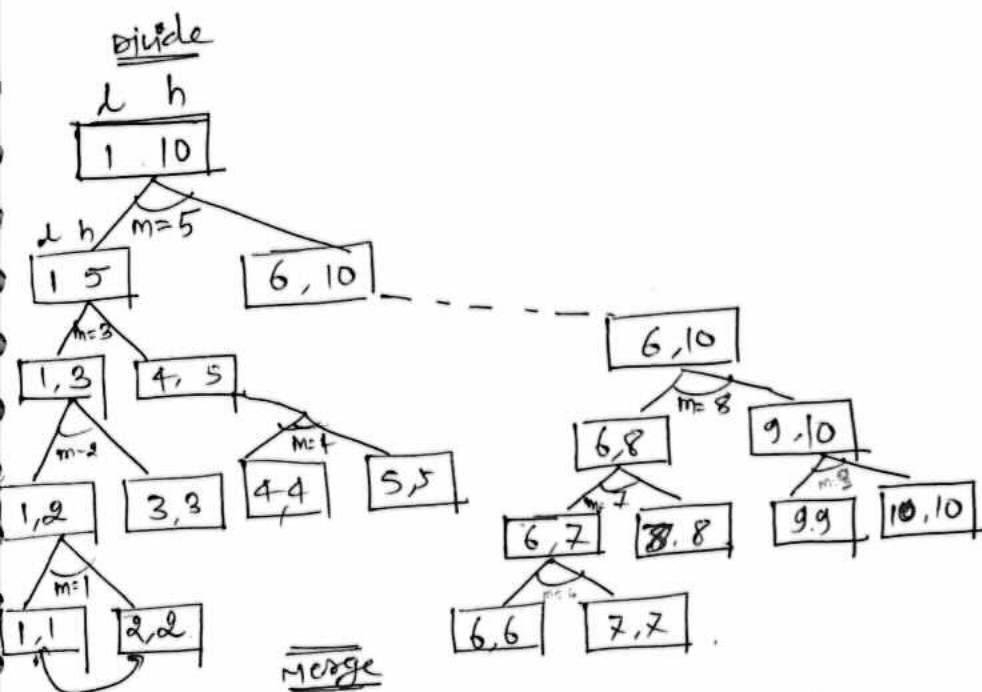 Divide
l h
1 10
m=5
l h
1 5
6, 10
m=3
6, 10
1, 3
4, 5
m=8
m=2
m=4
6, 8
9, 10
1, 2
3, 3
4,4
5,5
m=7
m=9
6, 7
8, 8
9.9
10, 10
m=1
m=6
1, 1
2,2
6,6
7,7
Merge